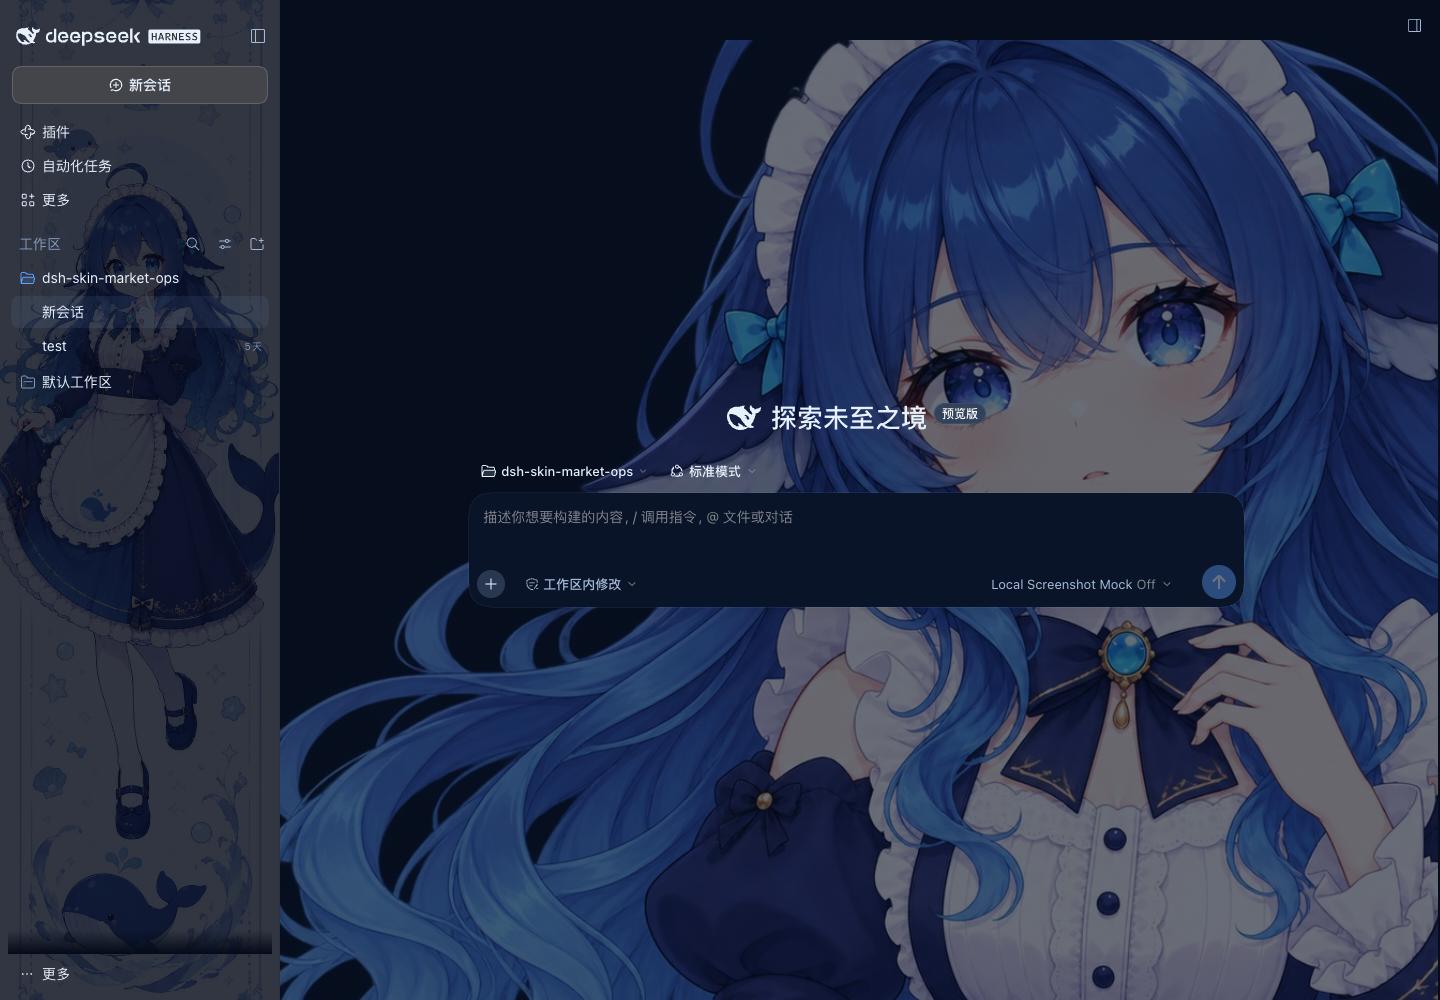 deepseek HARNESS
新会话
插件
自动化任务
更多
工作区
dsh-skin-market-ops
新会话
test 5天
默认工作区
更多
探索未至之境 预览版
dsh-skin-market-ops 标准模式
描述你想要构建的内容, / 调用指令, @ 文件或对话
工作区内修改 Local Screenshot Mock Off